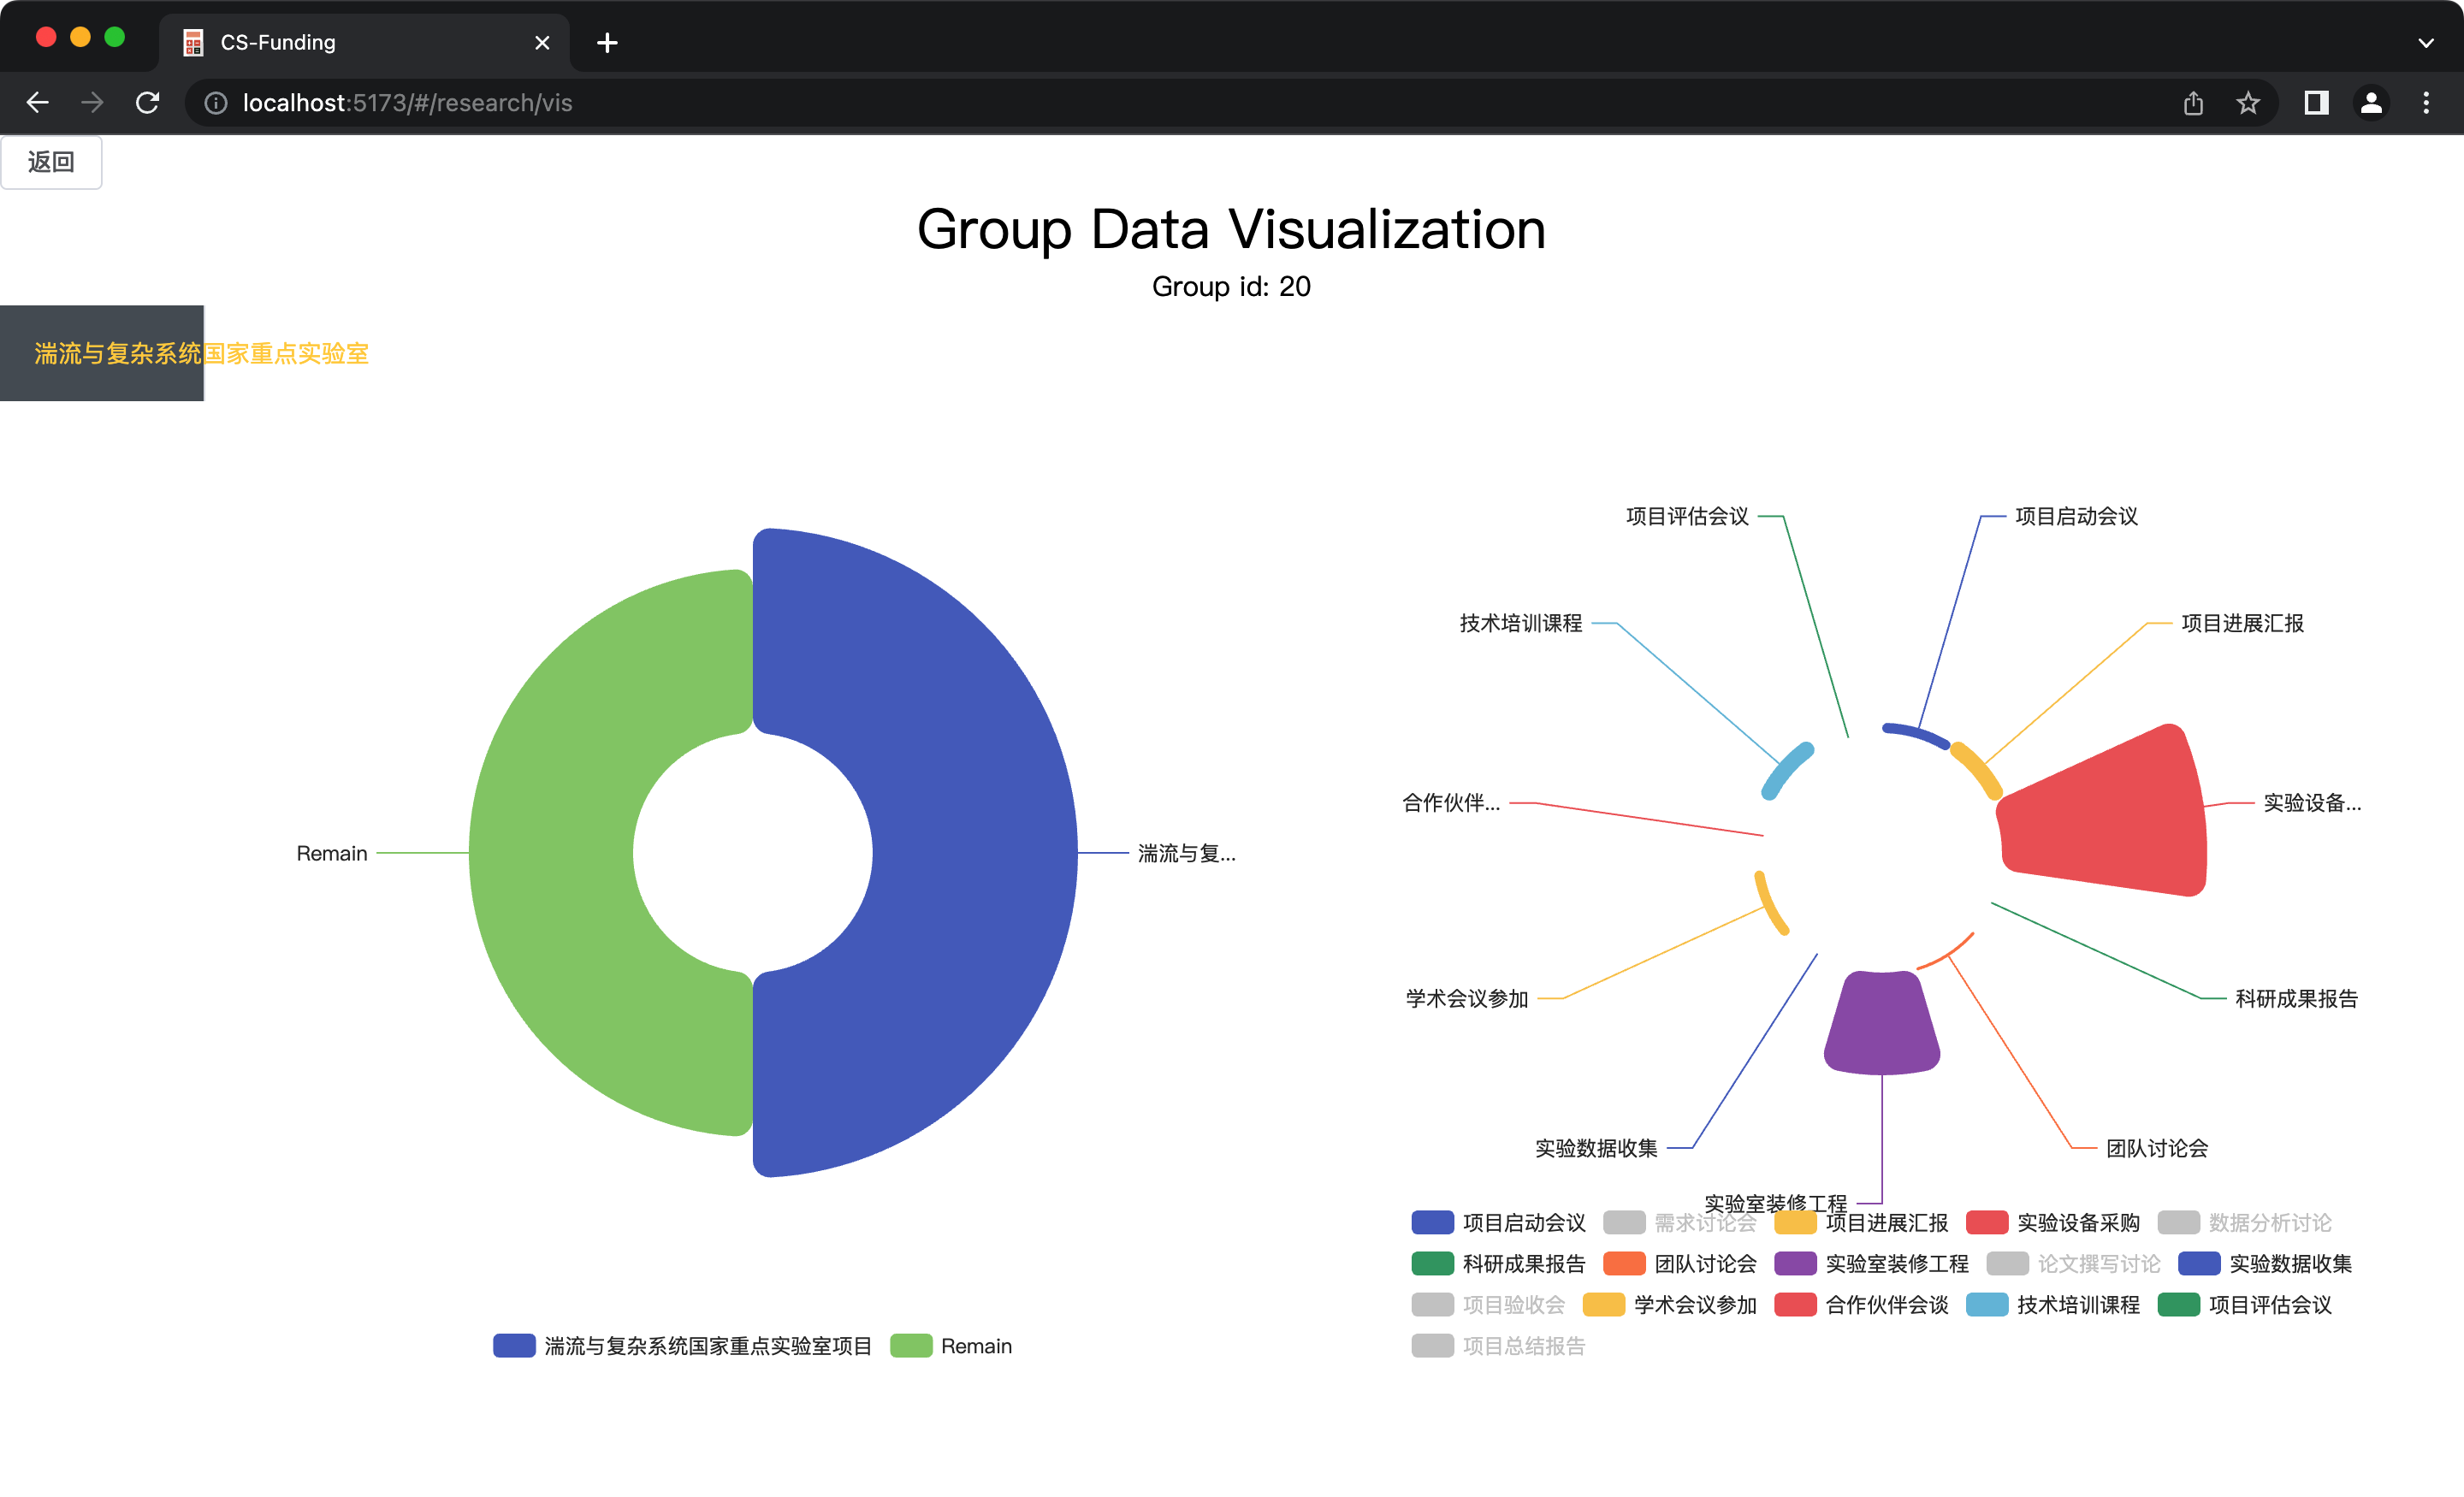 CS-Funding
localhost:5173/#/research/vis
返回
Group Data Visualization
Group id: 20
湍流与复杂系统国家重点实验室
Remain
湍流与复...
湍流与复杂系统国家重点实验室项目 Remain
项目评估会议 项目启动会议
技术培训课程 项目进展汇报
合作伙伴... 实验设备...
学术会议参加 科研成果报告
实验数据收集 团队讨论会
实验室装修工程
项目启动会议 需求讨论会 项目进展汇报 实验设备采购 数据分析讨论
科研成果报告 团队讨论会 实验室装修工程 论文撰写讨论 实验数据收集
项目验收会 学术会议参加 合作伙伴会谈 技术培训课程 项目评估会议
项目总结报告